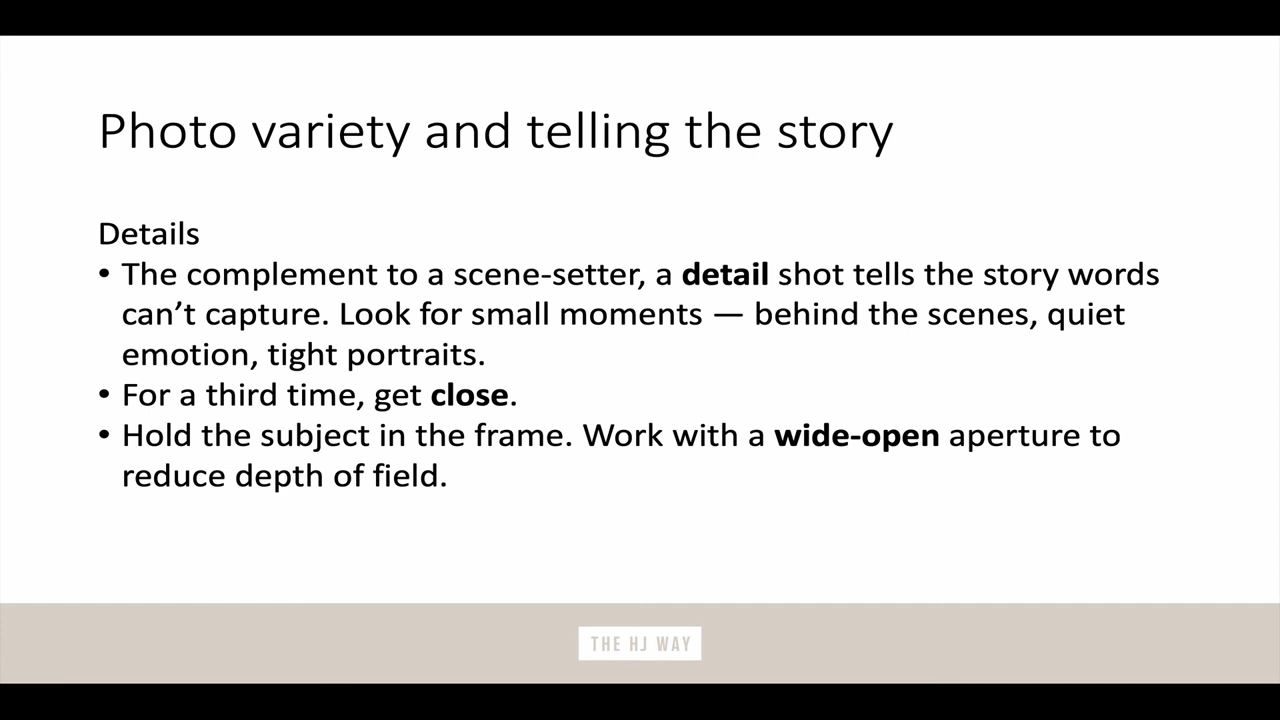 Photo variety and telling the story
Details
• The complement to a scene-setter, a detail shot tells the story words
can’t capture. Look for small moments — behind the scenes, quiet
emotion, tight portraits.
• For a third time, get close.
• Hold the subject in the frame. Work with a wide-open aperture to
reduce depth of field.
THE HJ WAY